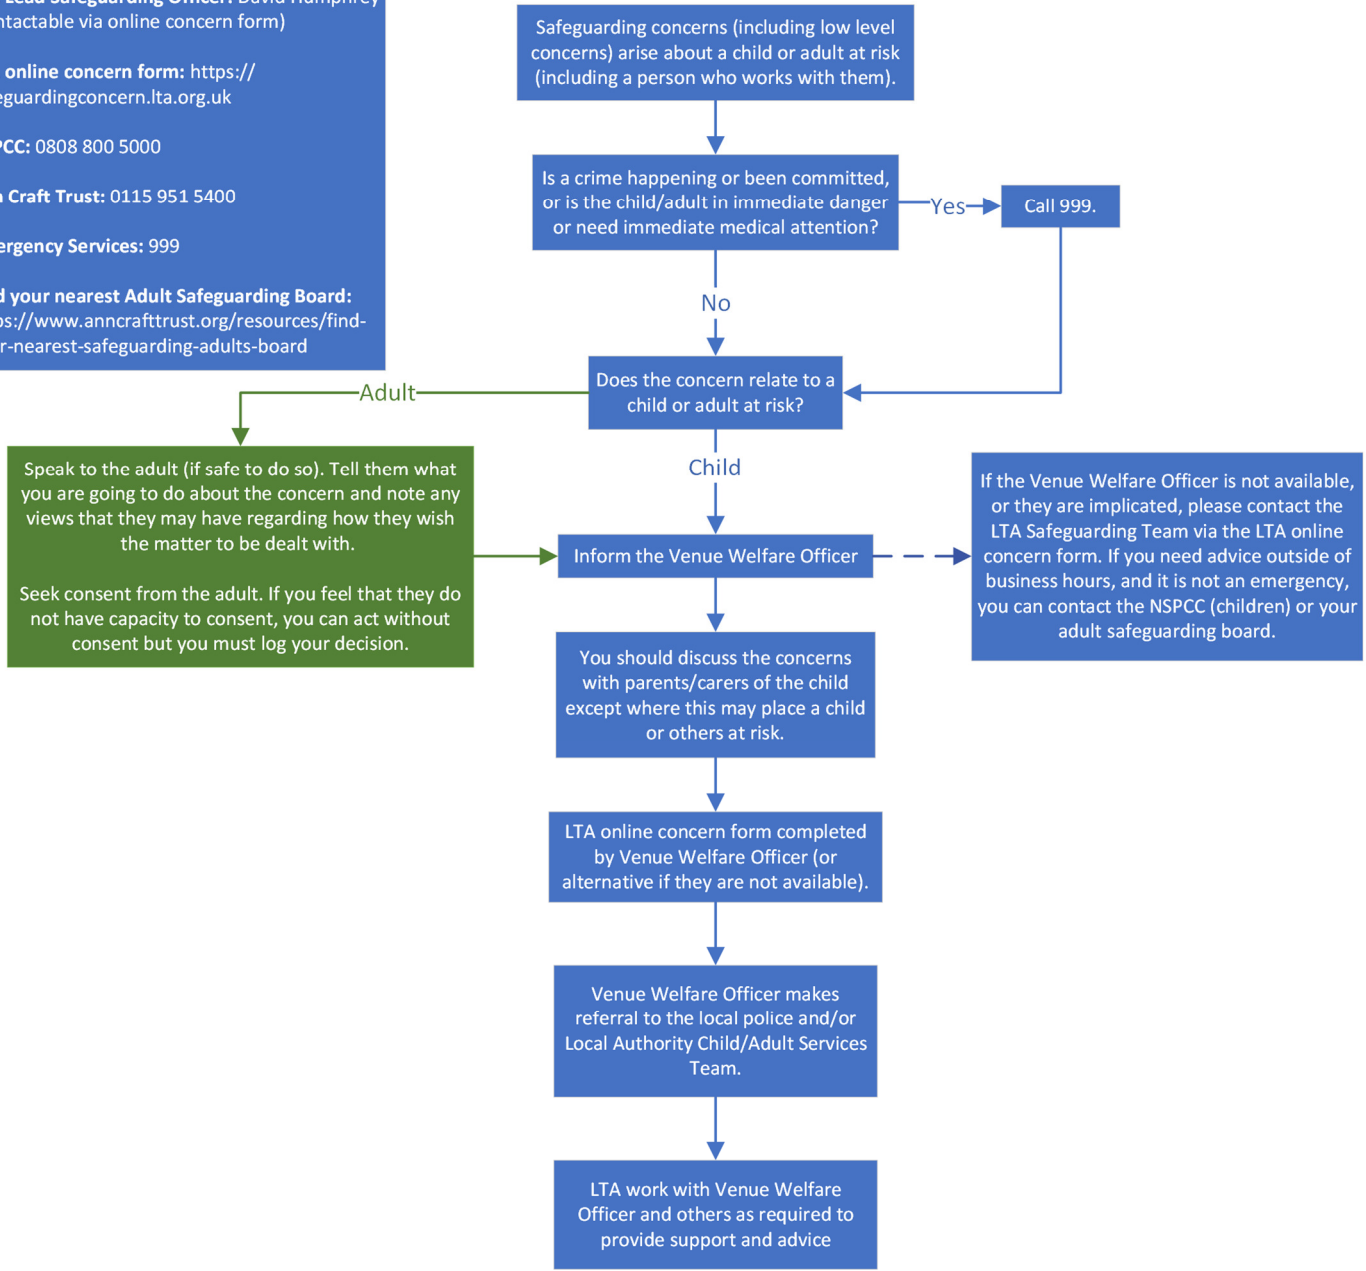 Lead Safeguarding Officer: David Humphrey
ntactable via online concern form)
online concern form: https://
eguardingconcern.lta.org.uk
PCC: 0808 800 5000
n Craft Trust: 0115 951 5400
ergency Services: 999
d your nearest Adult Safeguarding Board:
ps://www.anncrafttrust.org/resources/find-
r-nearest-safeguarding-adults-board
Safeguarding concerns (including low level
concerns) arise about a child or adult at risk
(including a person who works with them).
Is a crime happening or been committed,
or is the child/adult in immediate danger
or need immediate medical attention?
Yes
Call 999.
No
Does the concern relate to a
child or adult at risk?
Adult
Child
Speak to the adult (if safe to do so). Tell them what
you are going to do about the concern and note any
views that they may have regarding how they wish
the matter to be dealt with.
Seek consent from the adult. If you feel that they do
not have capacity to consent, you can act without
consent but you must log your decision.
Inform the Venue Welfare Officer
If the Venue Welfare Officer is not available,
or they are implicated, please contact the
LTA Safeguarding Team via the LTA online
concern form. If you need advice outside of
business hours, and it is not an emergency,
you can contact the NSPCC (children) or your
adult safeguarding board.
You should discuss the concerns
with parents/carers of the child
except where this may place a child
or others at risk.
LTA online concern form completed
by Venue Welfare Officer (or
alternative if they are not available).
Venue Welfare Officer makes
referral to the local police and/or
Local Authority Child/Adult Services
Team.
LTA work with Venue Welfare
Officer and others as required to
provide support and advice